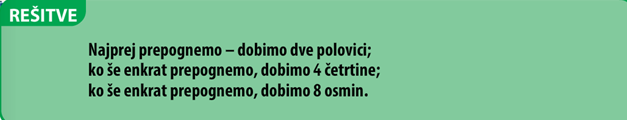 REŠITVE
Najprej prepognemo – dobimo dve polovici;
ko še enkrat prepognemo, dobimo 4 četrtine;
ko še enkrat prepognemo, dobimo 8 osmin.